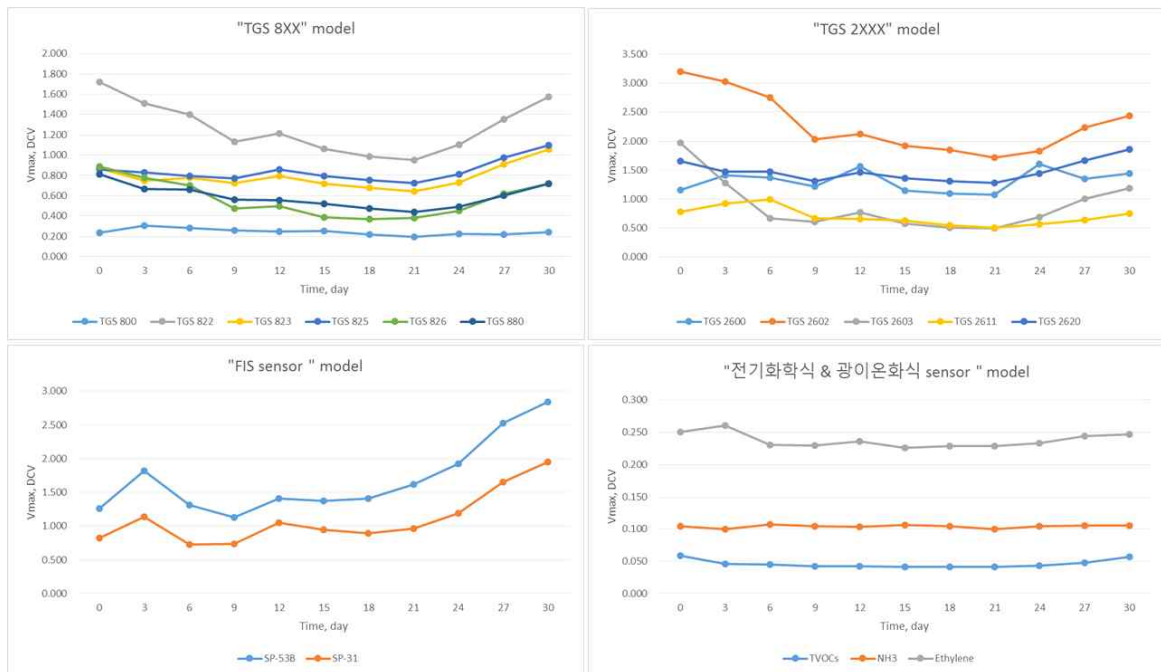 "TGS 8XX" model
2.000
1.800
1.600
1.400
1.200
1.000
0.800
0.600
0.400
0.200
0.000
Vmax, DCV
0 3 6 9 12 15 18 21 24 27 30
Time, day
TGS 800 TGS 822 TGS 823 TGS 825 TGS 826 TGS 880
"TGS 2XXX" model
3.500
3.000
2.500
2.000
1.500
1.000
0.500
0.000
Vmax, DCV
0 3 6 9 12 15 18 21 24 27 30
Time, day
TGS 2600 TGS 2602 TGS 2603 TGS 2611 TGS 2620
"FIS sensor " model
3.000
2.500
2.000
1.500
1.000
0.500
0.000
Vmax, DCV
0 3 6 9 12 15 18 21 24 27 30
Time, day
SP-53B SP-31
"전기화학식 & 광이온화식 sensor " model
0.300
0.250
0.200
0.150
0.100
0.050
0.000
Vmax, DCV
0 3 6 9 12 15 18 21 24 27 30
Time, day
TVOCs NH3 Ethylene